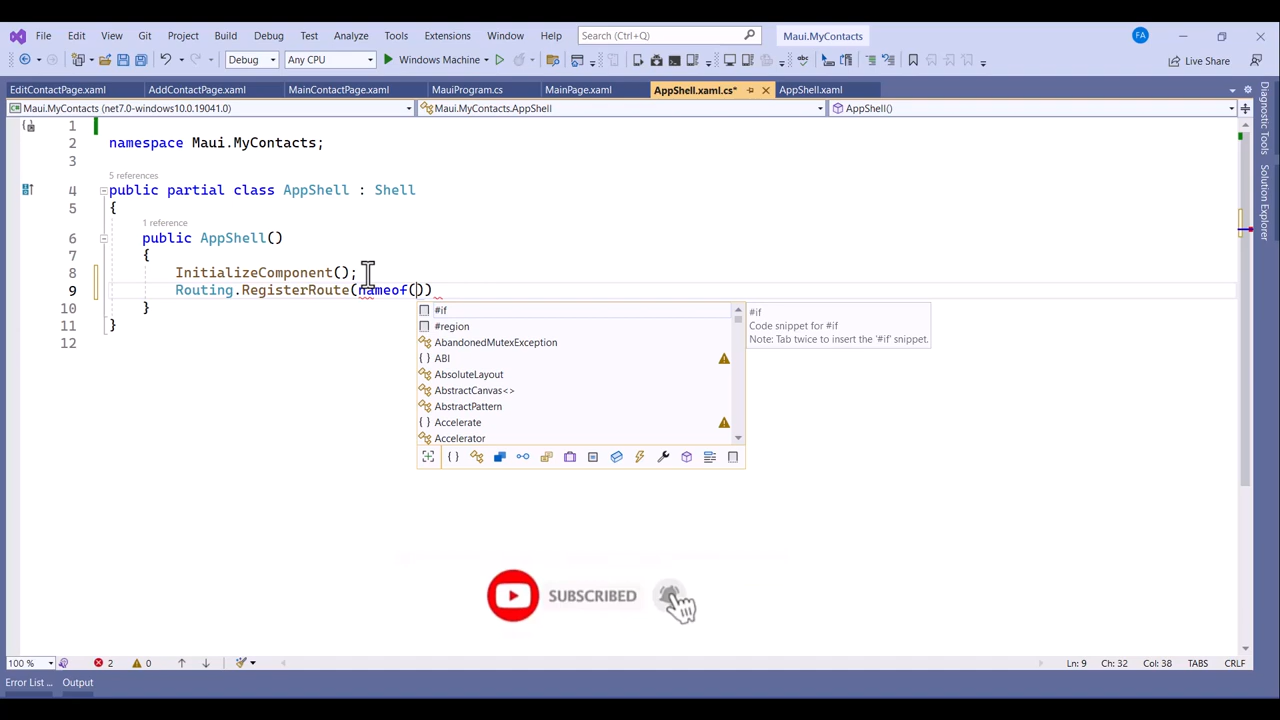 File Edit View Git Project Build Debug Test Analyze Tools Extensions Window Help Search (Ctrl+Q) Maui.MyContacts FA
Debug Any CPU Windows Machine Live Share
EditContactPage.xaml AddContactPage.xaml MainContactPage.xaml MauiProgram.cs MainPage.xaml AppShell.xaml.cs* AppShell.xaml
Maui.MyContacts (net7.0-windows10.0.19041.0) Maui.MyContacts.AppShell AppShell()
1
2 namespace Maui.MyContacts;
3
5 references
4 public partial class AppShell : Shell
5 {
1 reference
6 public AppShell()
7 {
8 InitializeComponent();
9 Routing.RegisterRoute(nameof())
10 }
11 }
12
#if
#region
AbandonedMutexException
{ } ABI
AbsoluteLayout
AbstractCanvas<>
AbstractPattern
{ } Accelerate
Accelerator
#if
Code snippet for #if
Note: Tab twice to insert the '#if' snippet.
SUBSCRIBED
Diagnostic Tools
Solution Explorer
100 % 2 0 Ln: 9 Ch: 32 Col: 38 TABS CRLF
Error List ... Output